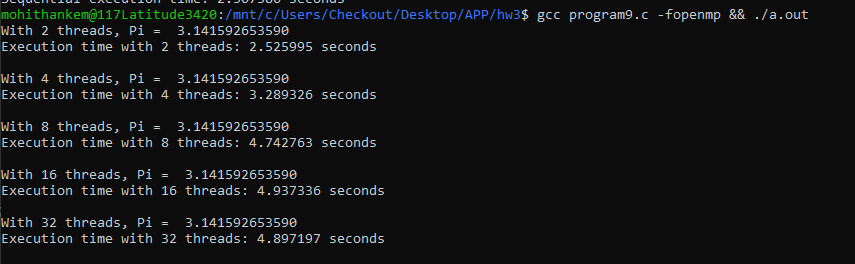 Sequential execution time: 2.507580 seconds
mohithankem@117Latitude3420:/mnt/c/Users/Checkout/Desktop/APP/hw3$ gcc program9.c -fopenmp && ./a.out
With 2 threads, Pi =  3.141592653590
Execution time with 2 threads: 2.525995 seconds
With 4 threads, Pi =  3.141592653590
Execution time with 4 threads: 3.289326 seconds
With 8 threads, Pi =  3.141592653590
Execution time with 8 threads: 4.742763 seconds
With 16 threads, Pi =  3.141592653590
Execution time with 16 threads: 4.937336 seconds
With 32 threads, Pi =  3.141592653590
Execution time with 32 threads: 4.897197 seconds